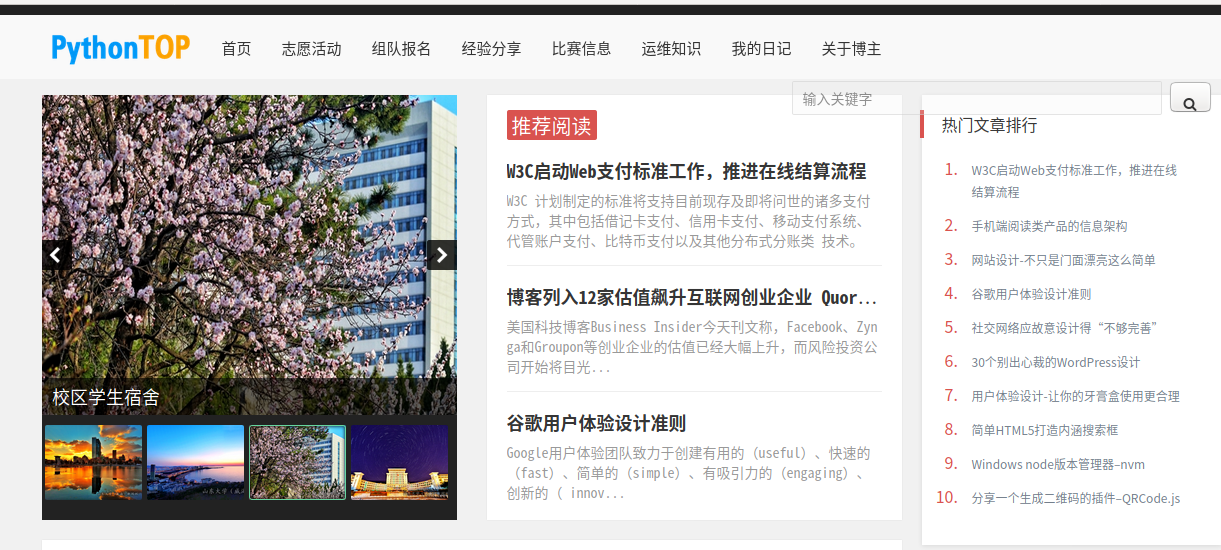 PythonTOP 首页 志愿活动 组队报名 经验分享 比赛信息 运维知识 我的日记 关于博主
输入关键字
校区学生宿舍
推荐阅读
W3C启动Web支付标准工作，推进在线结算流程
W3C 计划制定的标准将支持目前现存及即将问世的诸多支付
方式，其中包括借记卡支付、信用卡支付、移动支付系统、
代管账户支付、比特币支付以及其他分布式分账类 技术。
博客列入12家估值飙升互联网创业企业 Quor...
美国科技博客Business Insider今天刊文称，Facebook、Zyn
ga和Groupon等创业企业的估值已经大幅上升，而风险投资公
司开始将目光...
谷歌用户体验设计准则
Google用户体验团队致力于创建有用的（useful）、快速的
（fast）、简单的（simple）、有吸引力的（engaging）、
创新的（ innov...
热门文章排行
1. W3C启动Web支付标准工作，推进在线
结算流程
2. 手机端阅读类产品的信息架构
3. 网站设计-不只是门面漂亮这么简单
4. 谷歌用户体验设计准则
5. 社交网络应故意设计得“不够完善”
6. 30个别出心裁的WordPress设计
7. 用户体验设计-让你的牙膏盒使用更合理
8. 简单HTML5打造内涵搜索框
9. Windows node版本管理器–nvm
10. 分享一个生成二维码的插件–QRCode.js